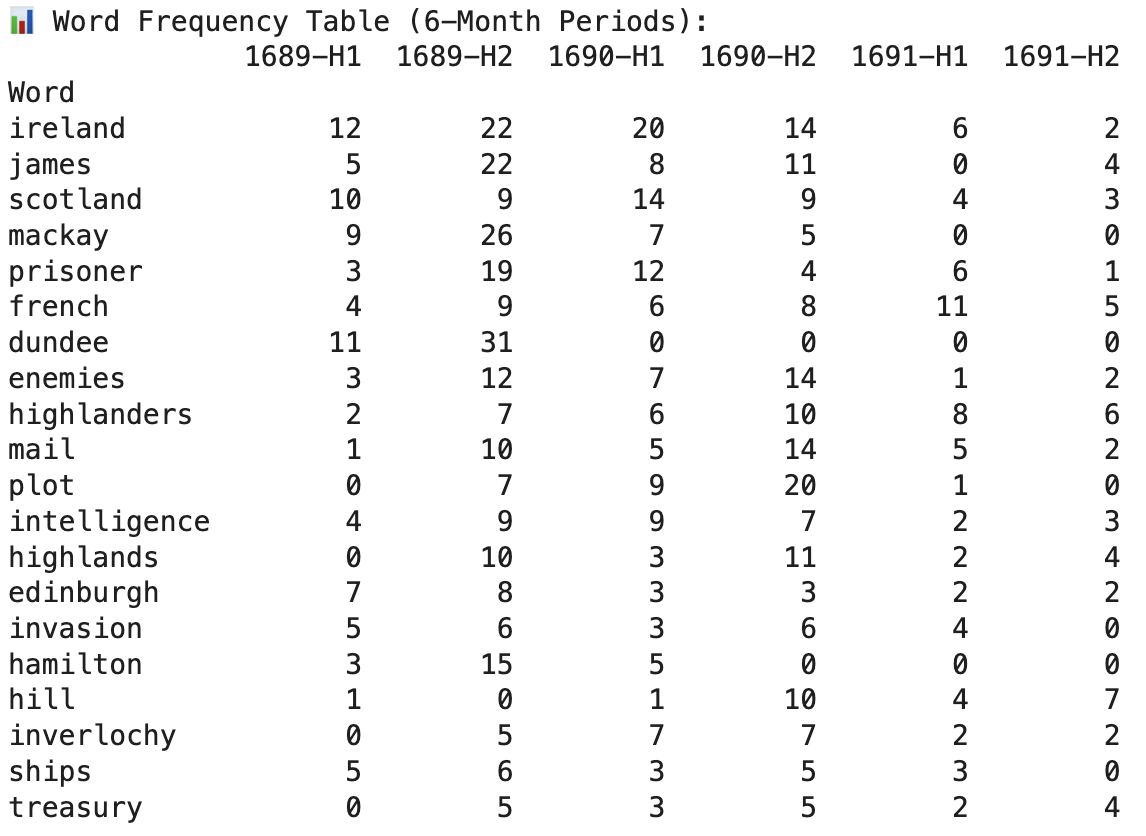 📊 Word Frequency Table (6-Month Periods):
1689-H1 1689-H2 1690-H1 1690-H2 1691-H1 1691-H2
Word
ireland 12 22 20 14 6 2
james 5 22 8 11 0 4
scotland 10 9 14 9 4 3
mackay 9 26 7 5 0 0
prisoner 3 19 12 4 6 1
french 4 9 6 8 11 5
dundee 11 31 0 0 0 0
enemies 3 12 7 14 1 2
highlanders 2 7 6 10 8 6
mail 1 10 5 14 5 2
plot 0 7 9 20 1 0
intelligence 4 9 9 7 2 3
highlands 0 10 3 11 2 4
edinburgh 7 8 3 3 2 2
invasion 5 6 3 6 4 0
hamilton 3 15 5 0 0 0
hill 1 0 1 10 4 7
inverlochy 0 5 7 7 2 2
ships 5 6 3 5 3 0
treasury 0 5 3 5 2 4